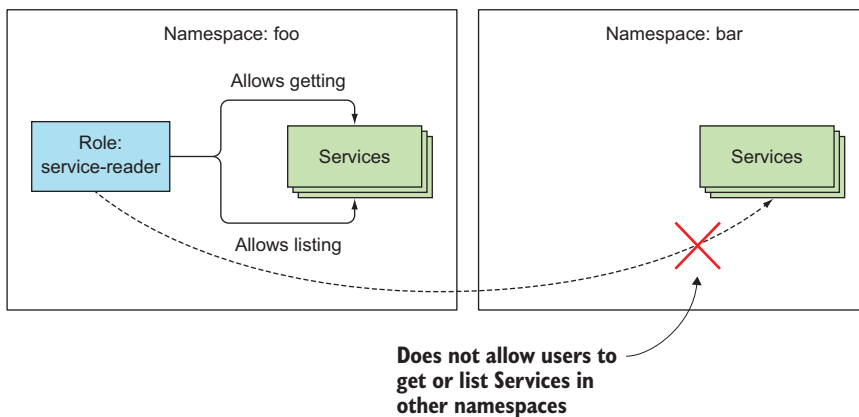 Namespace: foo
Allows getting
Role:
service-reader
Services
Allows listing
Namespace: bar
Services
Does not allow users to
get or list Services in
other namespaces